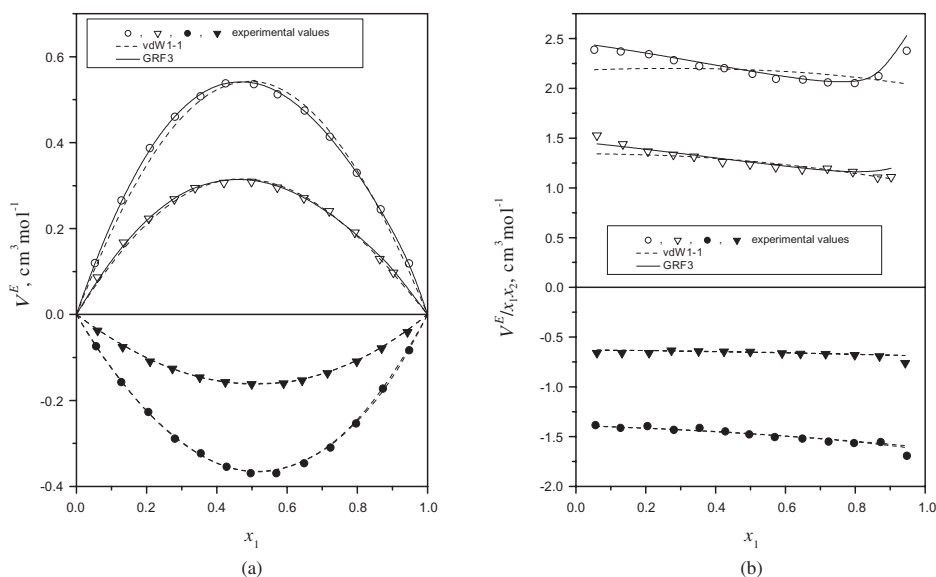 ○ , ▽ , ● , ▼ experimental values
vdW1-1
GRF3
0.6
0.4
0.2
0.0
-0.2
-0.4
V^E, cm^3 mol^-1
0.0 0.2 0.4 0.6 0.8 1.0
x_1
(a)
2.5
2.0
1.5
1.0
0.5
0.0
-0.5
-1.0
-1.5
-2.0
V^E/x_1x_2, cm^3 mol^-1
○ , ▽ , ● , ▼ experimental values
vdW1-1
GRF3
0.0 0.2 0.4 0.6 0.8 1.0
x_1
(b)